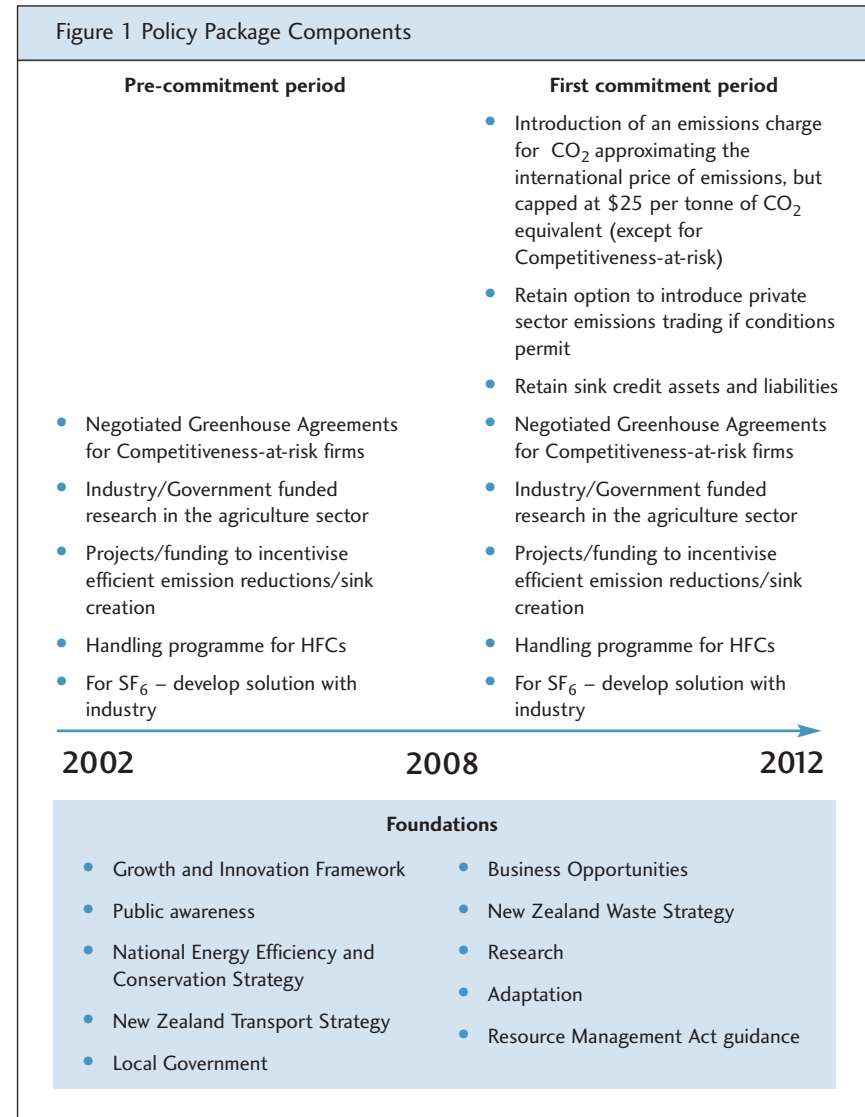 Figure 1 Policy Package Components
Pre-commitment period
• Negotiated Greenhouse Agreements
for Competitiveness-at-risk firms
• Industry/Government funded
research in the agriculture sector
• Projects/funding to incentivise
efficient emission reductions/sink
creation
• Handling programme for HFCs
• For SF6 – develop solution with
industry
First commitment period
• Introduction of an emissions charge
for CO2 approximating the
international price of emissions, but
capped at $25 per tonne of CO2
equivalent (except for
Competitiveness-at-risk)
• Retain option to introduce private
sector emissions trading if conditions
permit
• Retain sink credit assets and liabilities
• Negotiated Greenhouse Agreements
for Competitiveness-at-risk firms
• Industry/Government funded
research in the agriculture sector
• Projects/funding to incentivise
efficient emission reductions/sink
creation
• Handling programme for HFCs
• For SF6 – develop solution with
industry
2002 2008 2012
Foundations
• Growth and Innovation Framework
• Public awareness
• National Energy Efficiency and
Conservation Strategy
• New Zealand Transport Strategy
• Local Government
• Business Opportunities
• New Zealand Waste Strategy
• Research
• Adaptation
• Resource Management Act guidance